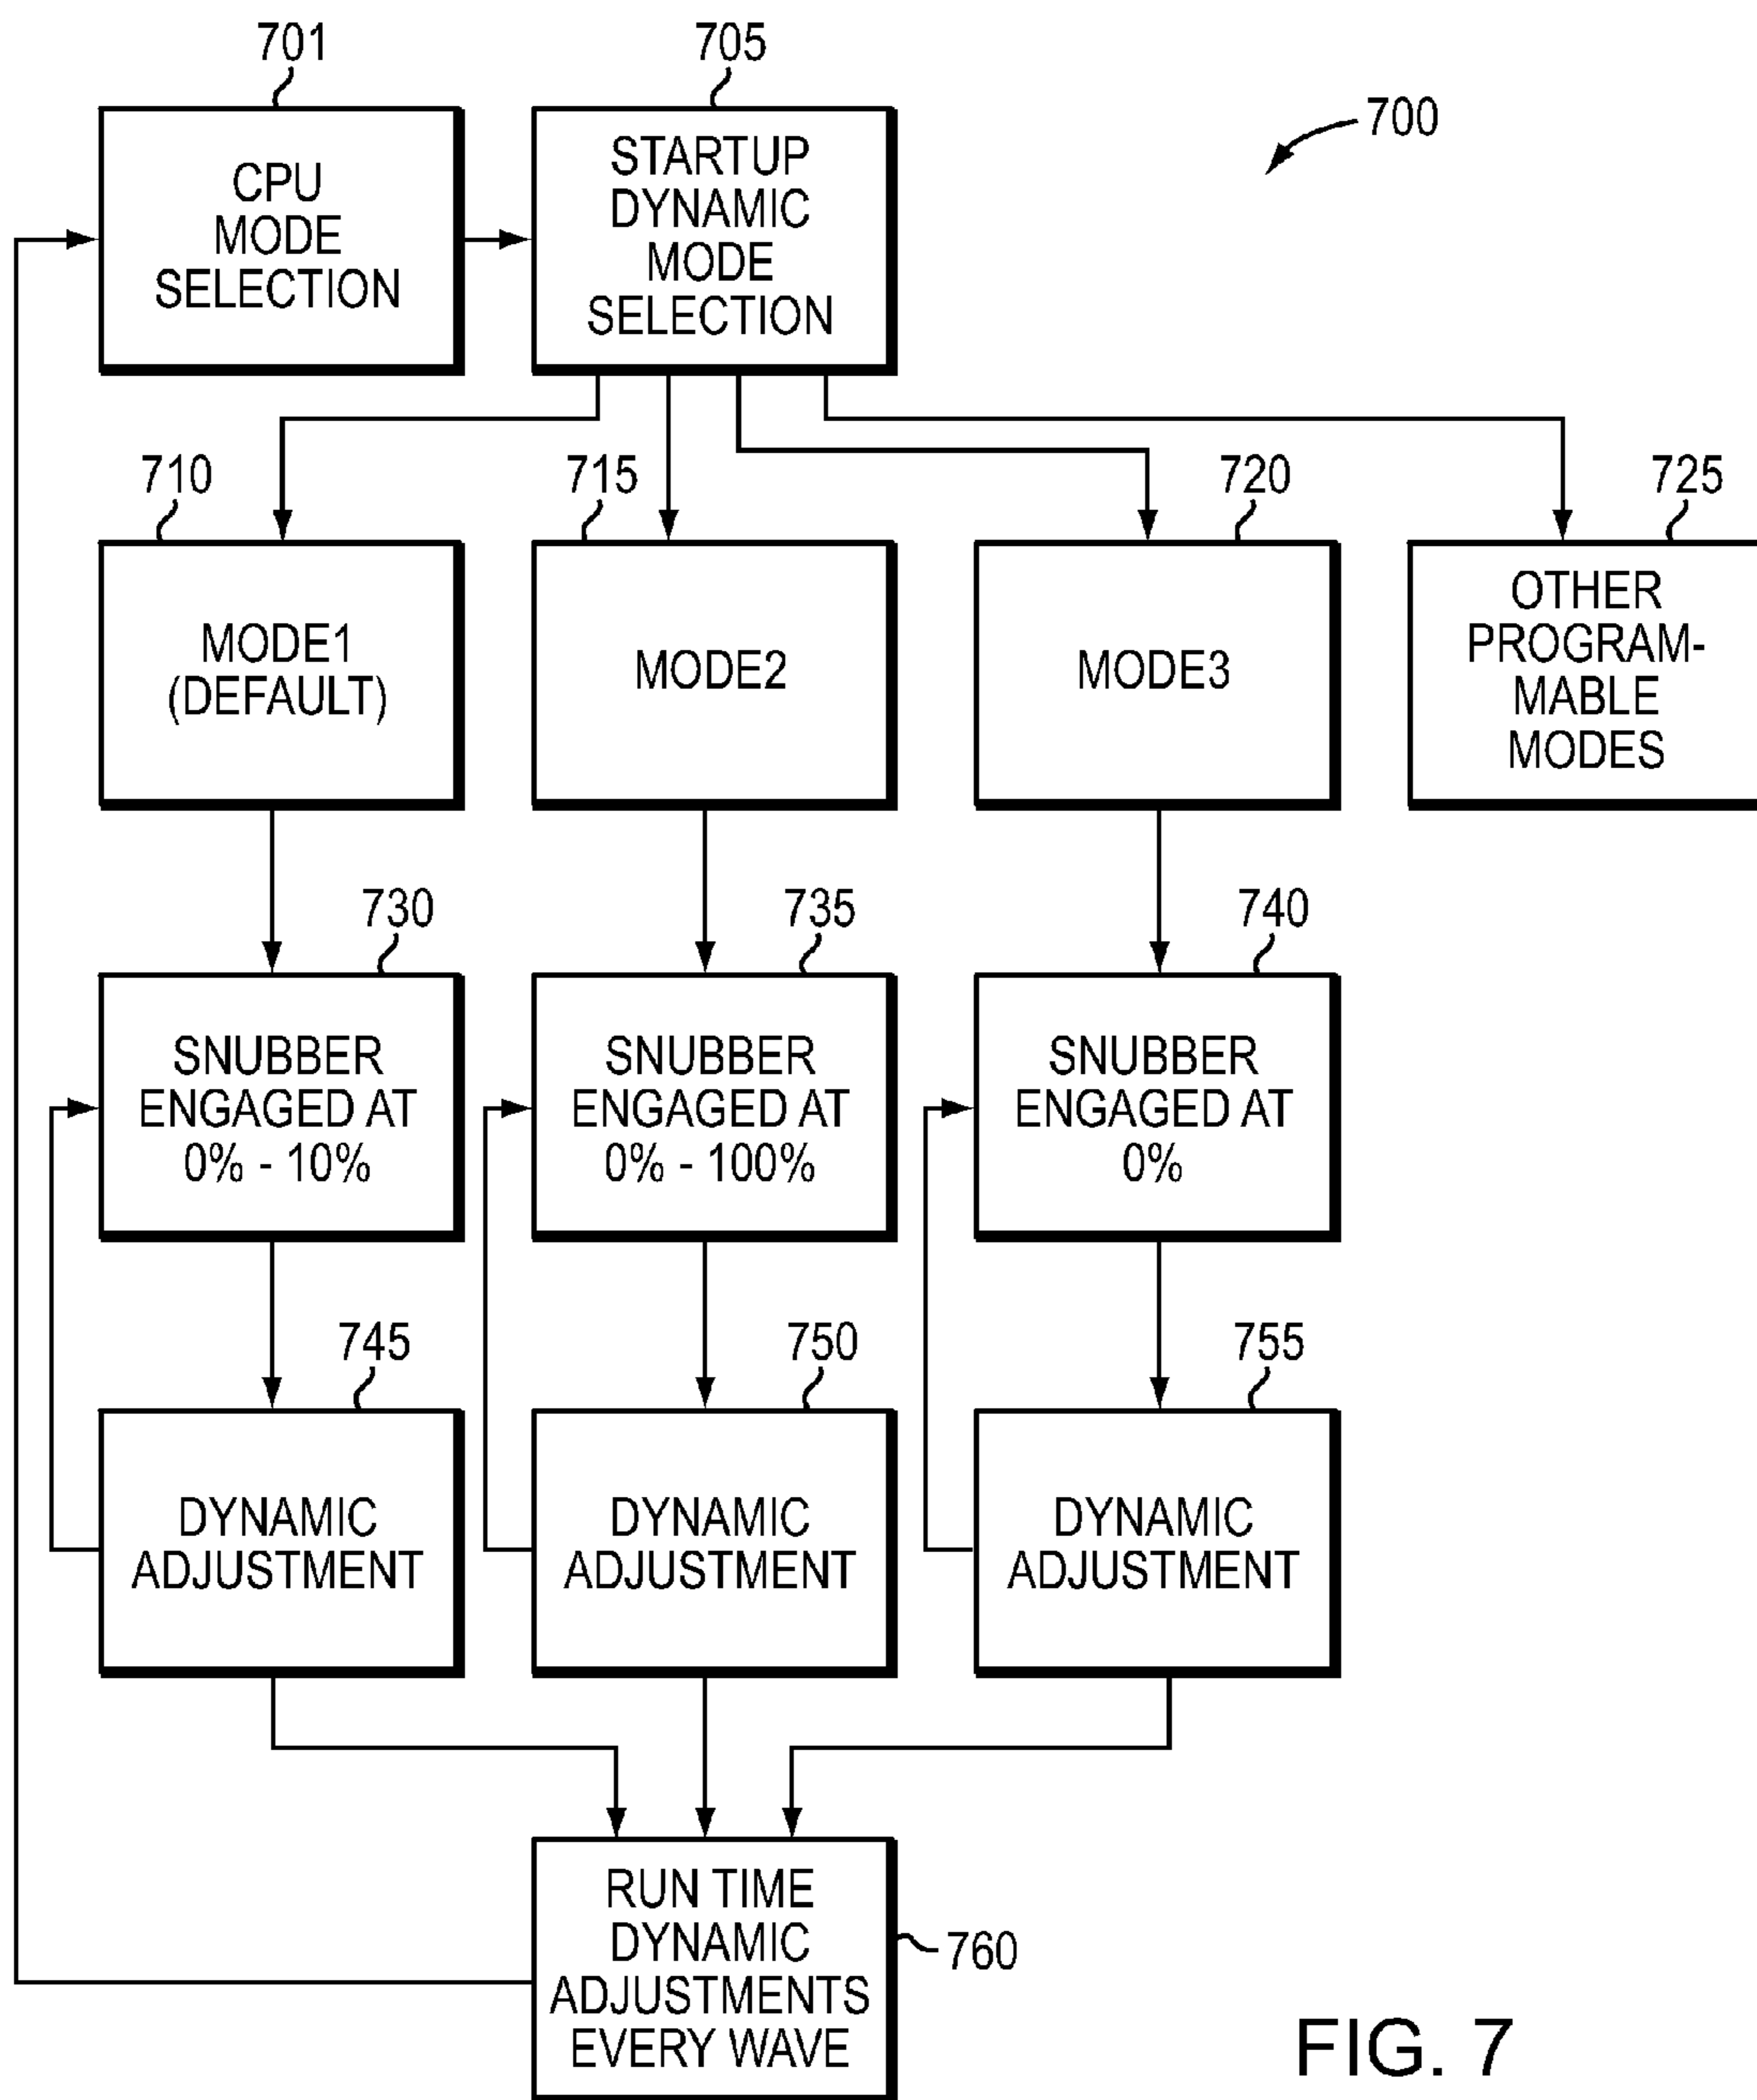 701
705
700
CPU
MODE
SELECTION
STARTUP
DYNAMIC
MODE
SELECTION
710
715
720
725
MODE1
(DEFAULT)
MODE2
MODE3
OTHER
PROGRAM-
MABLE
MODES
730
735
740
SNUBBER
ENGAGED AT
0% - 10%
SNUBBER
ENGAGED AT
0% - 100%
SNUBBER
ENGAGED AT
0%
745
750
755
DYNAMIC
ADJUSTMENT
DYNAMIC
ADJUSTMENT
DYNAMIC
ADJUSTMENT
RUN TIME
DYNAMIC
ADJUSTMENTS
EVERY WAVE
760
FIG. 7